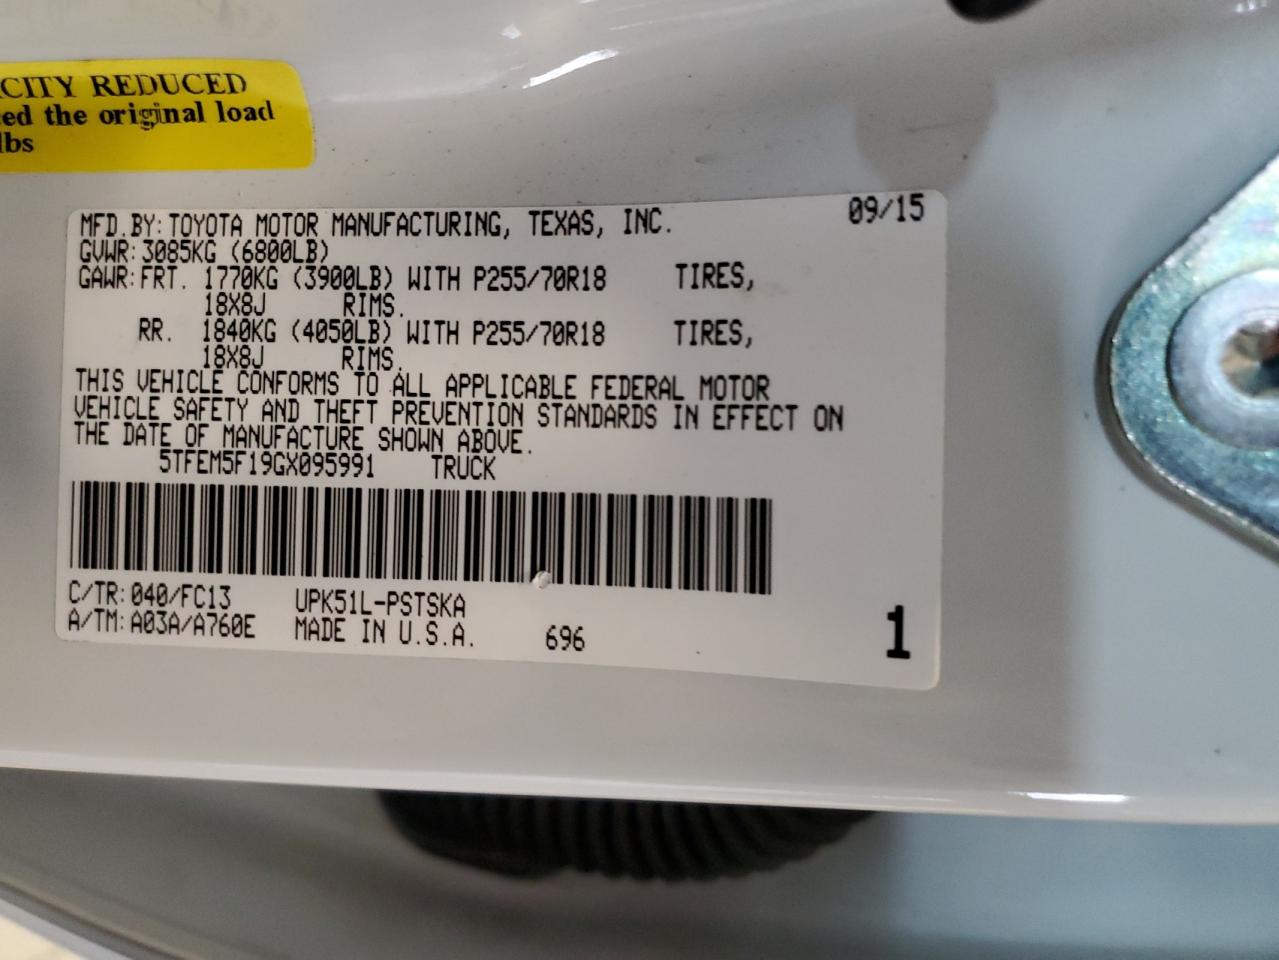 CITY REDUCED
ed the original load
lbs
MFD.BY:TOYOTA MOTOR MANUFACTURING, TEXAS, INC. 09/15
GVWR:3085KG (6800LB)
GAWR:FRT. 1770KG (3900LB) WITH P255/70R18 TIRES,
18X8J RIMS.
RR. 1840KG (4050LB) WITH P255/70R18 TIRES,
18X8J RIMS.
THIS VEHICLE CONFORMS TO ALL APPLICABLE FEDERAL MOTOR
VEHICLE SAFETY AND THEFT PREVENTION STANDARDS IN EFFECT ON
THE DATE OF MANUFACTURE SHOWN ABOVE.
5TFEM5F19GX095991 TRUCK
C/TR:040/FC13 UPK51L-PSTSKA
A/TM:A03A/A760E MADE IN U.S.A. 696 1